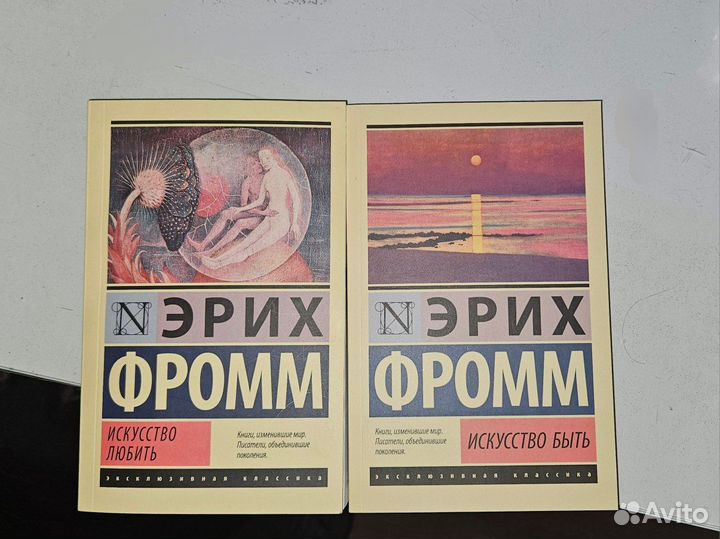 N ЭРИХ
ФРОММ
ИСКУССТВО
ЛЮБИТЬ
Книги, изменившие мир.
Писатели, объединившие
поколения.
эксклюзивная классика
N ЭРИХ
ФРОММ
Книги, изменившие мир.
Писатели, объединившие
поколения.
ИСКУССТВО БЫТЬ
эксклюзивная классика
Avito